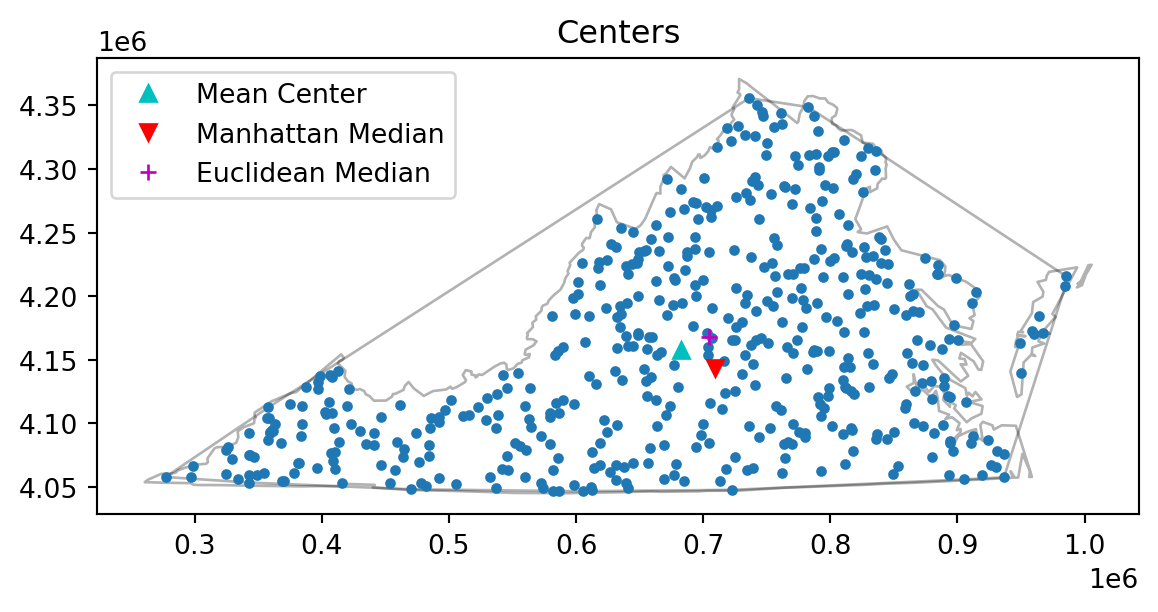 Centers
1e6
Mean Center
Manhattan Median
Euclidean Median
4.35
4.30
4.25
4.20
4.15
4.10
4.05
0.3 0.4 0.5 0.6 0.7 0.8 0.9 1.0
1e6